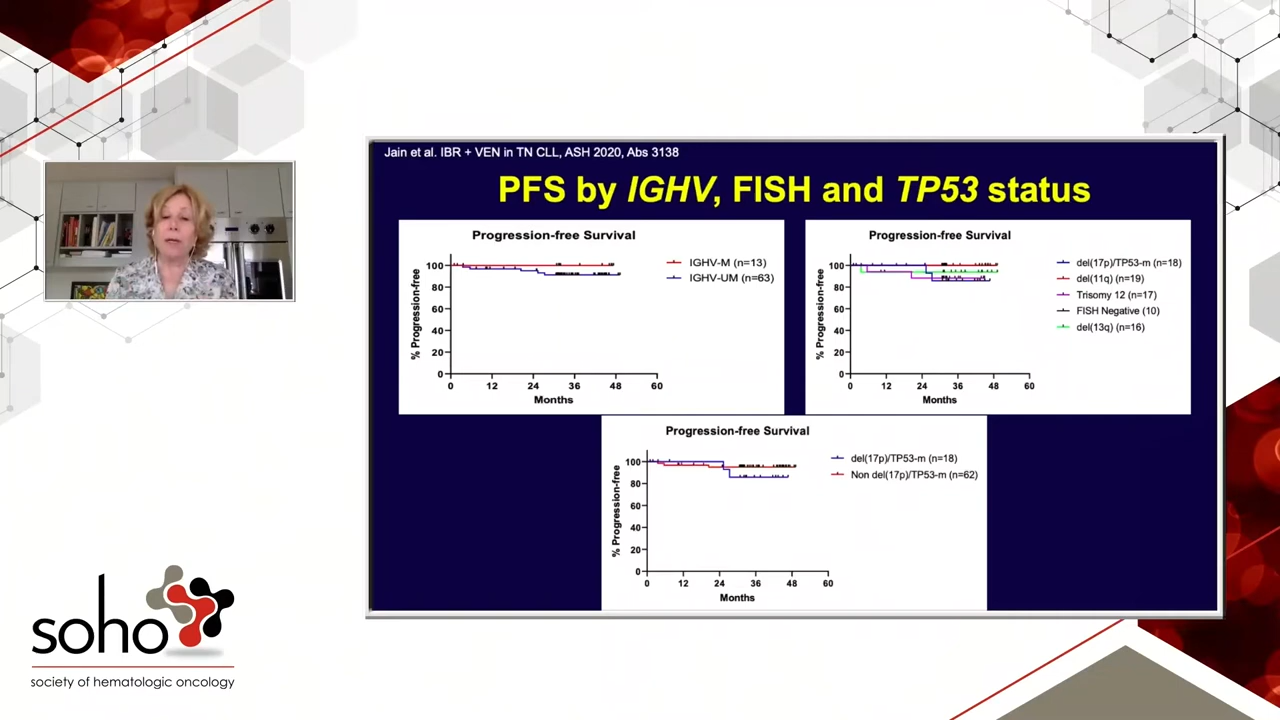 Jain et al. IBR + VEN in TN CLL, ASH 2020, Abs 3138
PFS by IGHV, FISH and TP53 status
Progression-free Survival
% Progression-free
100
80
60
40
20
0
0 12 24 36 48 60
Months
IGHV-M (n=13)
IGHV-UM (n=63)
Progression-free Survival
% Progression-free
100
80
60
40
20
0
0 12 24 36 48 60
Months
del(17p)/TP53-m (n=18)
del(11q) (n=19)
Trisomy 12 (n=17)
FISH Negative (10)
del(13q) (n=16)
Progression-free Survival
% Progression-free
100
80
60
40
20
0
0 12 24 36 48 60
Months
del(17p)/TP53-m (n=18)
Non del(17p)/TP53-m (n=62)
soho
society of hematologic oncology